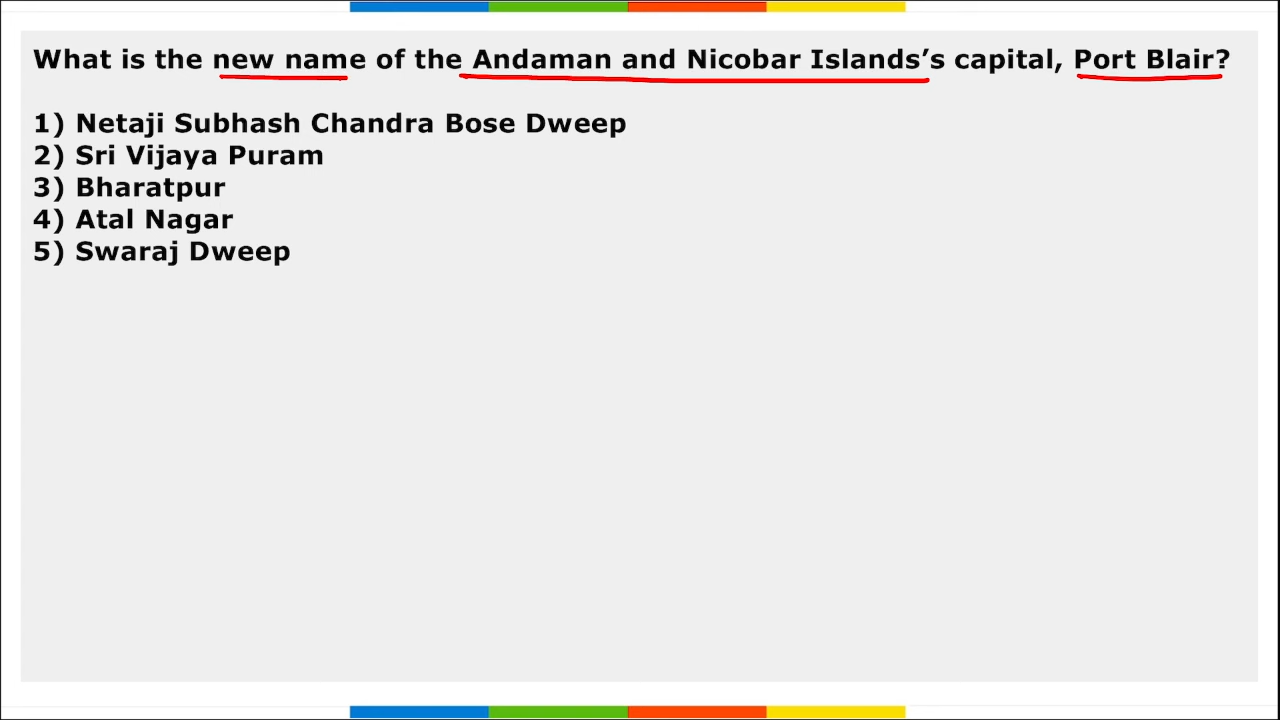 What is the new name of the Andaman and Nicobar Islands’s capital, Port Blair?
1) Netaji Subhash Chandra Bose Dweep
2) Sri Vijaya Puram
3) Bharatpur
4) Atal Nagar
5) Swaraj Dweep